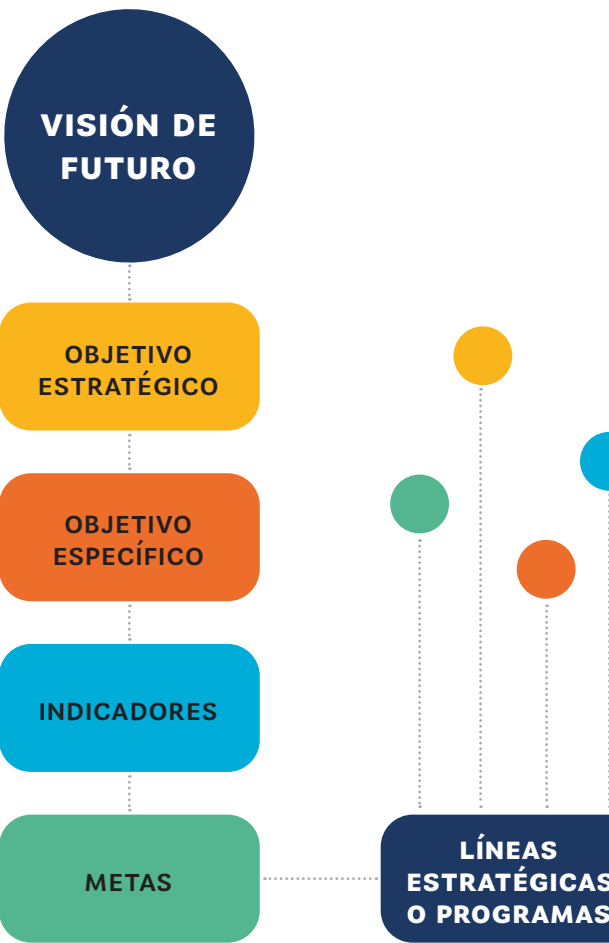 VISIÓN DE
FUTURO
OBJETIVO
ESTRATÉGICO
OBJETIVO
ESPECÍFICO
INDICADORES
METAS
LÍNEAS
ESTRATÉGICAS
O PROGRAMAS